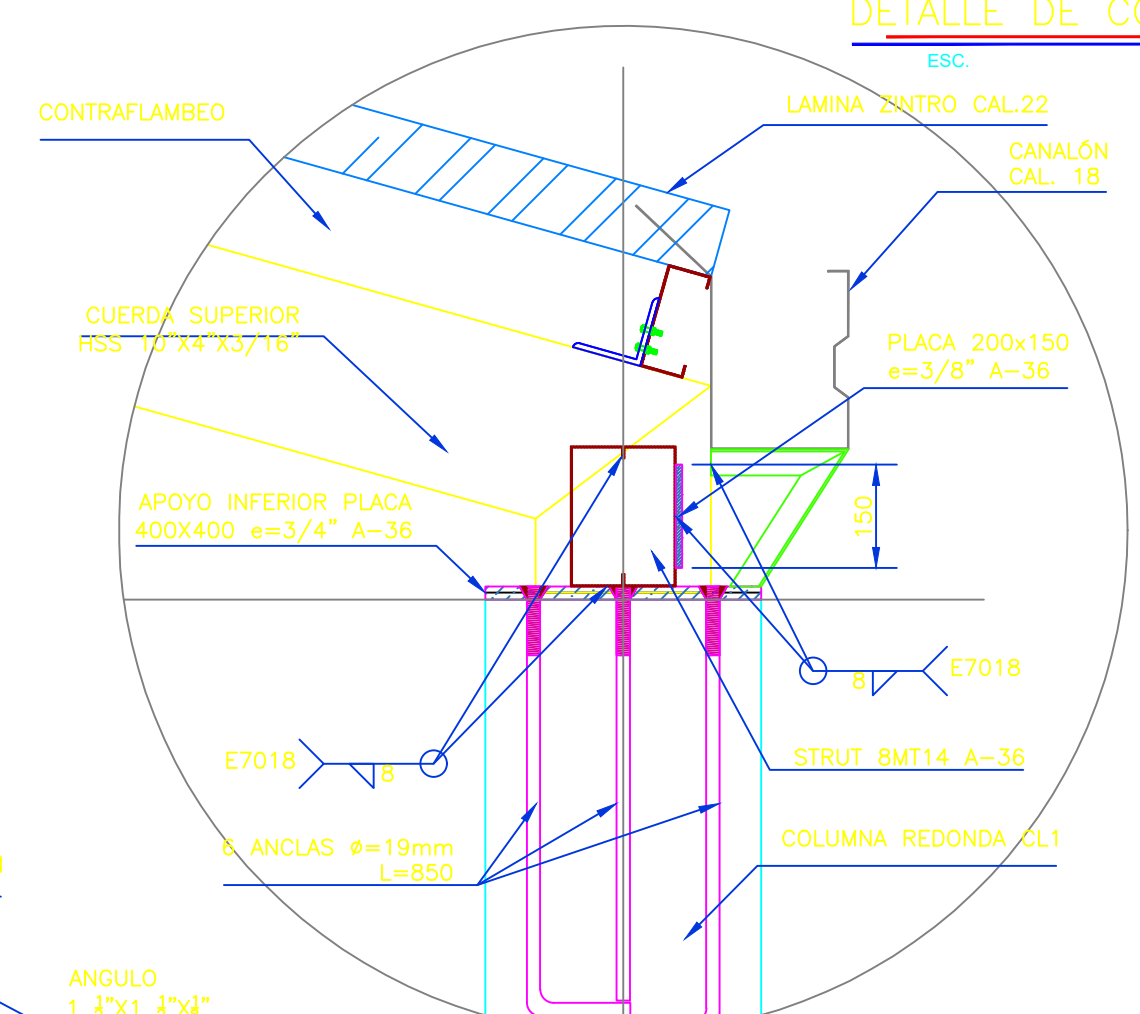 DETALLE DE CO
ESC.
CONTRAFLAMBEO
LAMINA ZINTRO CAL.22
CANALÓN
CAL. 18
CUERDA SUPERIOR
HSS 10"X4"X3/16"
PLACA 200x150
e=3/8" A-36
APOYO INFERIOR PLACA
400X400 e=3/4" A-36
150
8
E7018
E7018
8
STRUT 8MT14 A-36
6 ANCLAS ø=19mm
L=850
COLUMNA REDONDA CL1
ANGULO